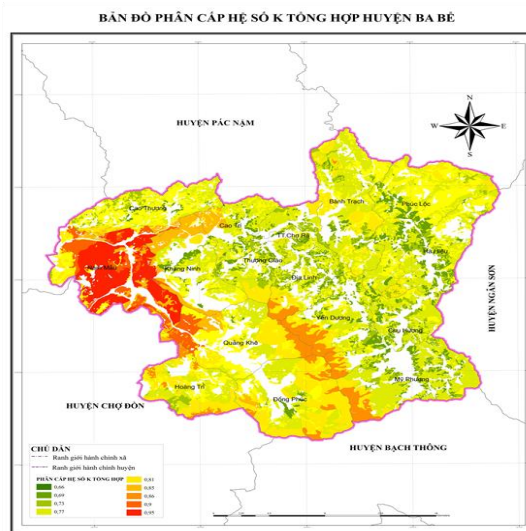 BẢN ĐỒ PHÂN CẤP HỆ SỐ K TỔNG HỢP HUYỆN BA BỂ
N
W E
S
HUYỆN PÁC NẶM
Bành Trạch
Phúc Lộc
Cao Thượng
Cao Trĩ
TT Chợ Rã
Hà Hiệu
Nam Mẫu
Khang Ninh
Thượng Giáo
Địa Linh
HUYỆN NGÂN SƠN
Yến Dương
Chu Hương
Quảng Khê
Hoàng Trĩ
Mỹ Phương
Đồng Phúc
HUYỆN CHỢ ĐỒN
HUYỆN BẠCH THÔNG
CHÚ DẪN
Ranh giới hành chính xã
Ranh giới hành chính huyện
PHÂN CẤP HỆ SỐ K TỔNG HỢP
0,66
0,69
0,73
0,77
0,81
0,85
0,86
0,9
0,95